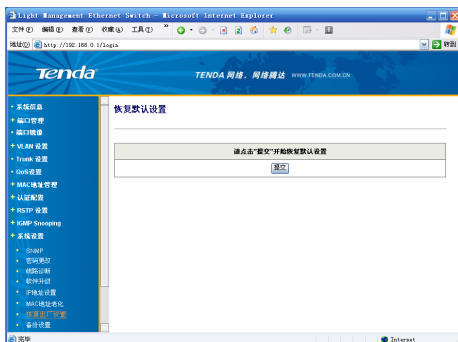 Light Management Ethernet Switch - Microsoft Internet Explorer
文件(F) 编辑(E) 查看(V) 收藏(A) 工具(T) »
地址(D) http://192.168.0.1/login 转到
Tenda TENDA 网络，网络腾达 WWW.TENDA.COM.CN
• 系统信息
+ 端口管理
• 端口镜像
+ VLAN 设置
• Trunk 设置
• QoS设置
+ MAC地址管理
+ 认证配置
+ RSTP 设置
+ IGMP Snooping
+ 系统设置
• SNMP
• 密码更改
• 线路诊断
• 软件升级
• IP地址设置
• MAC地址老化
• 恢复出厂设置
• 备份设置
恢复默认设置
请点击"提交"开始恢复默认设置
提交
完毕 Internet